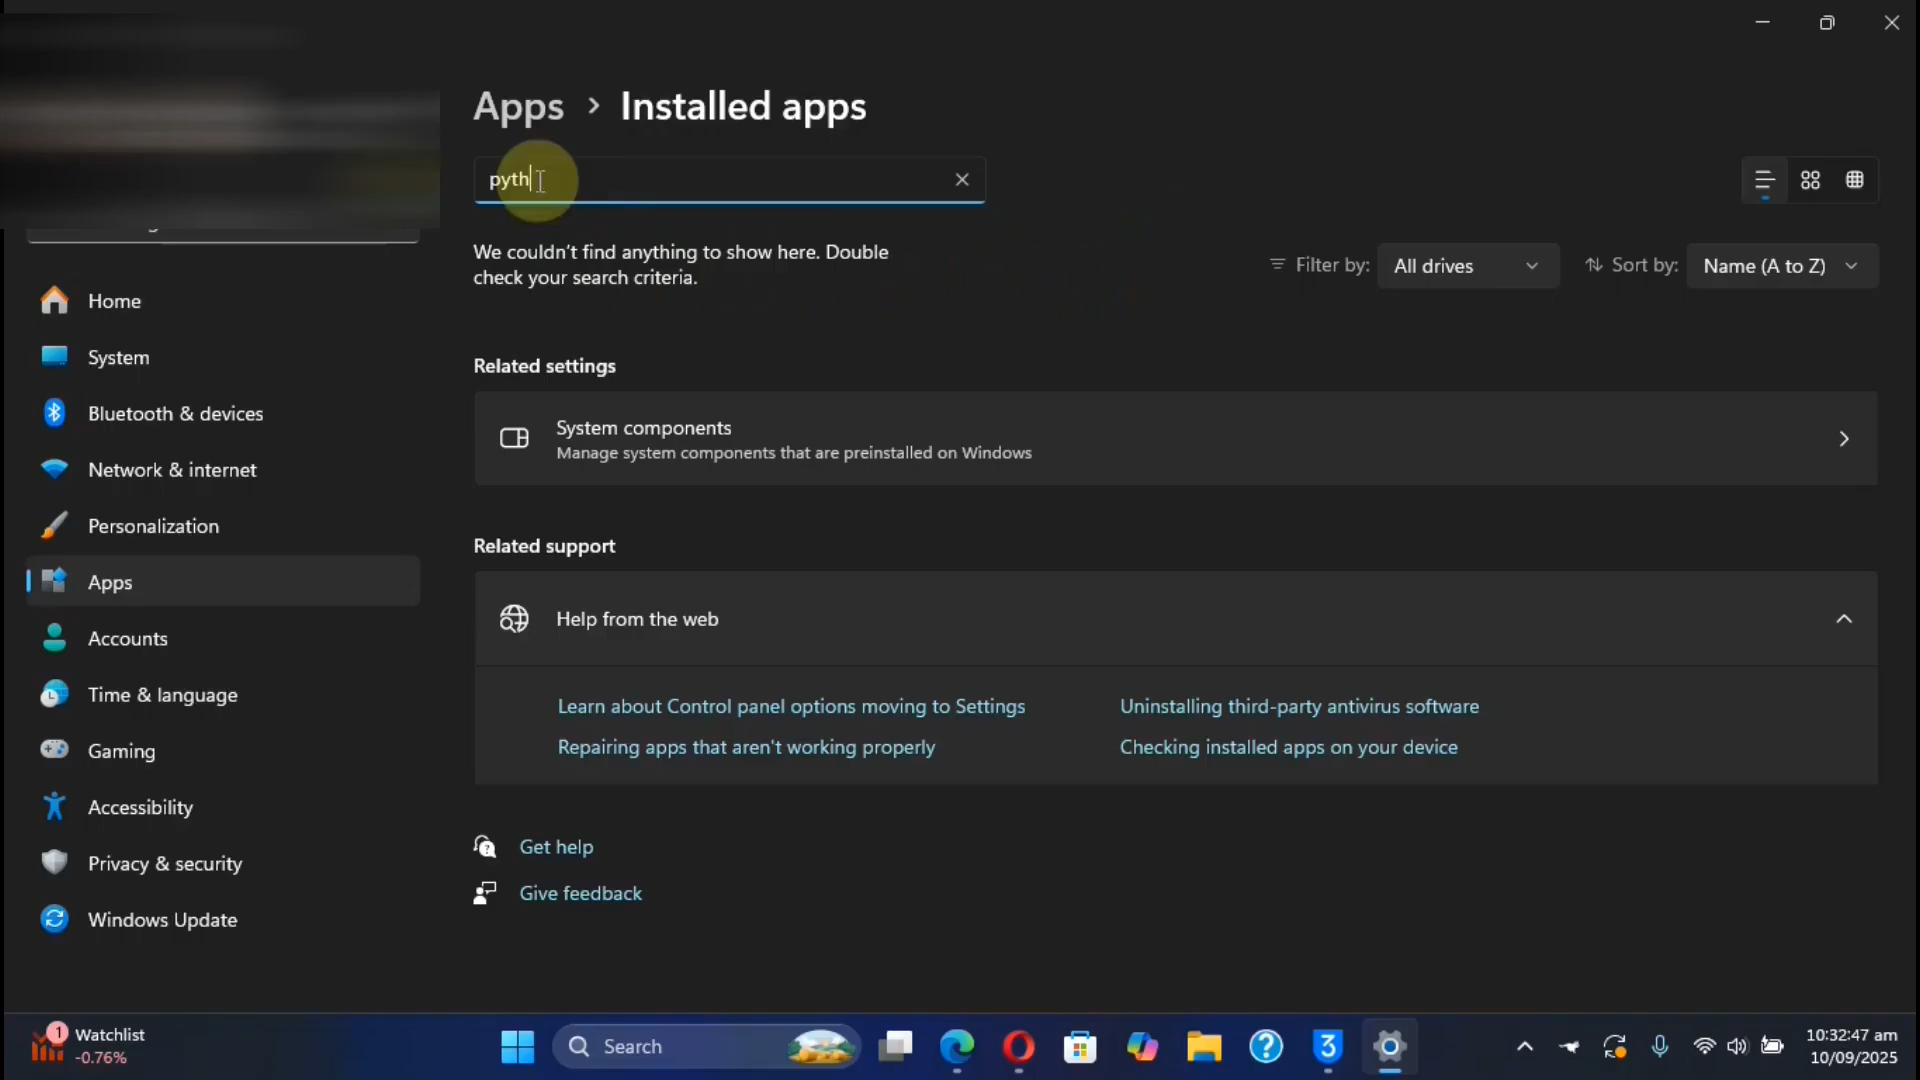 Apps > Installed apps
pyth
We couldn't find anything to show here. Double
check your search criteria.
Filter by: All drives
Sort by: Name (A to Z)
Home
System
Bluetooth & devices
Network & internet
Personalization
Apps
Accounts
Time & language
Gaming
Accessibility
Privacy & security
Windows Update
Related settings
System components
Manage system components that are preinstalled on Windows
Related support
Help from the web
Learn about Control panel options moving to Settings
Uninstalling third-party antivirus software
Repairing apps that aren't working properly
Checking installed apps on your device
Get help
Give feedback
1
Watchlist
-0.76%
Search
3
10:32:47 am
10/09/2025